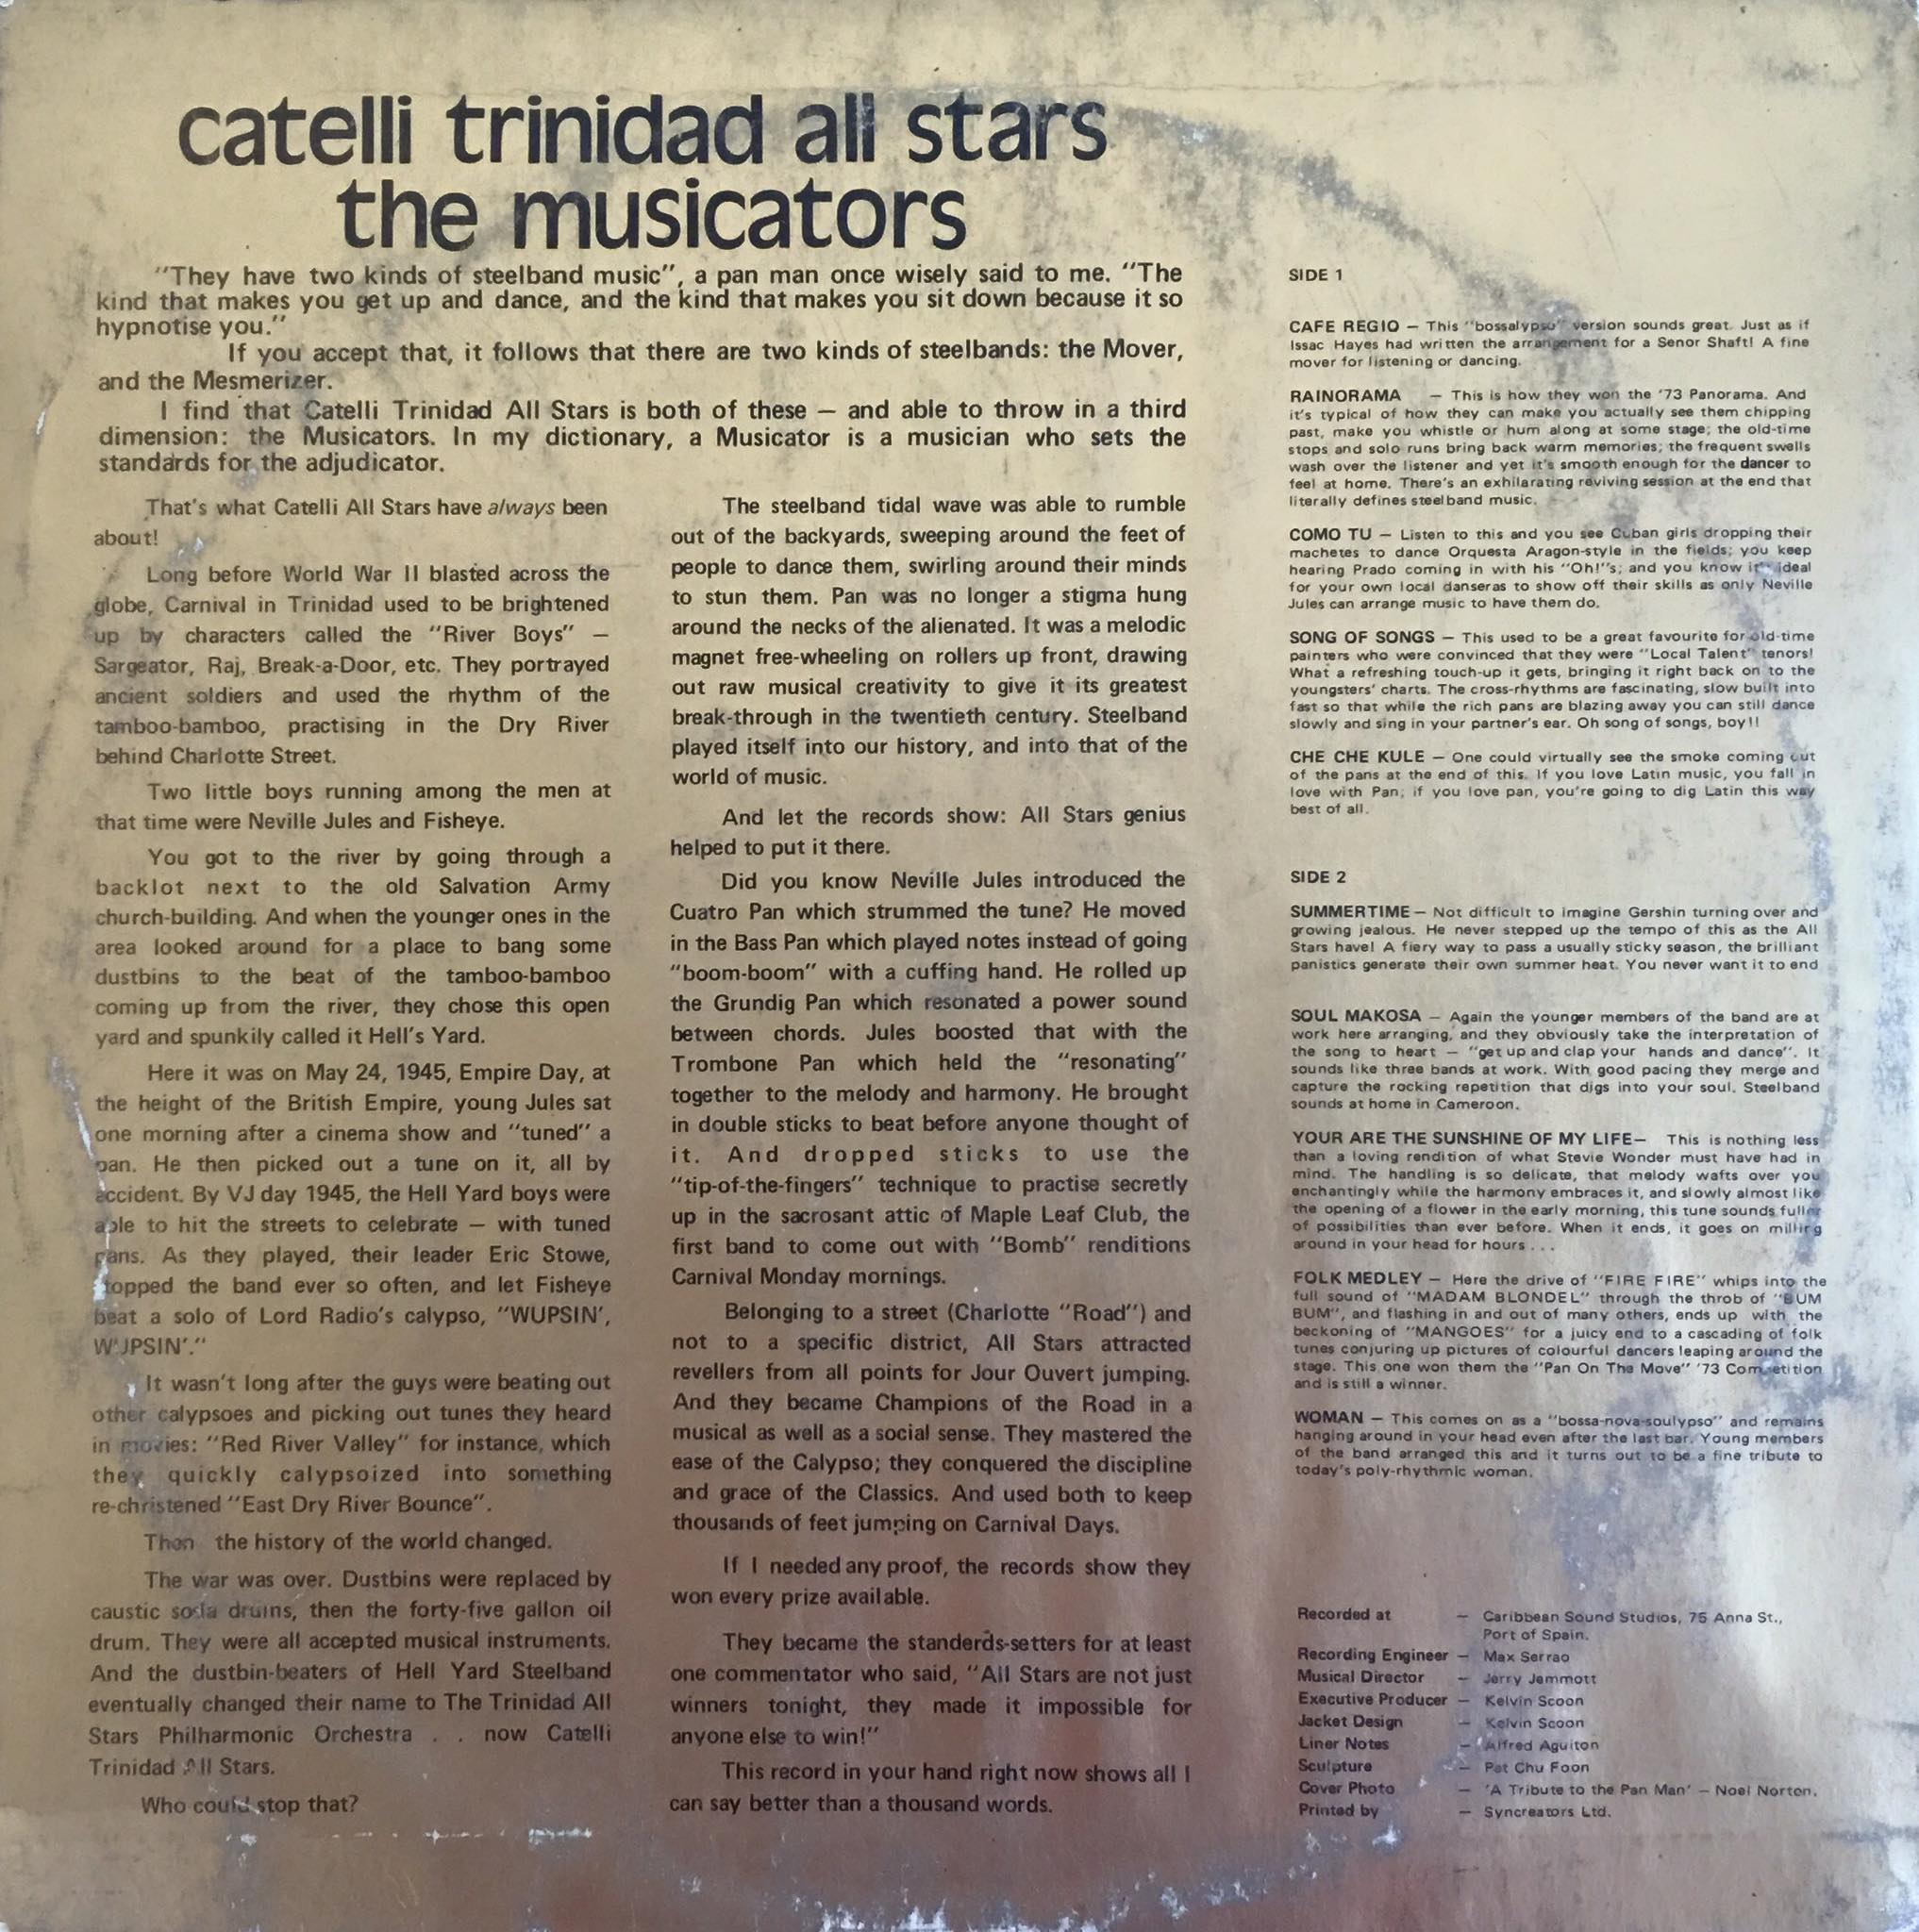 catelli trinidad all stars
the musicators
"They have two kinds of steelband music", a pan man once wisely said to me. "The
kind that makes you get up and dance, and the kind that makes you sit down because it so
hypnotise you."
If you accept that, it follows that there are two kinds of steelbands: the Mover,
and the Mesmerizer.
I find that Catelli Trinidad All Stars is both of these — and able to throw in a third
dimension: the Musicators. In my dictionary, a Musicator is a musician who sets the
standards for the adjudicator.
That's what Catelli All Stars have always been
about!
Long before World War II blasted across the
globe, Carnival in Trinidad used to be brightened
up by characters called the "River Boys" —
Sargeator, Raj, Break-a-Door, etc. They portrayed
ancient soldiers and used the rhythm of the
tamboo-bamboo, practising in the Dry River
behind Charlotte Street.
Two little boys running among the men at
that time were Neville Jules and Fisheye.
You got to the river by going through a
backlot next to the old Salvation Army
church-building. And when the younger ones in the
area looked around for a place to bang some
dustbins to the beat of the tamboo-bamboo
coming up from the river, they chose this open
yard and spunkily called it Hell's Yard.
Here it was on May 24, 1945, Empire Day, at
the height of the British Empire, young Jules sat
one morning after a cinema show and "tuned" a
pan. He then picked out a tune on it, all by
accident. By VJ day 1945, the Hell Yard boys were
able to hit the streets to celebrate — with tuned
pans. As they played, their leader Eric Stowe,
stopped the band ever so often, and let Fisheye
beat a solo of Lord Radio's calypso, "WUPSIN',
WUPSIN'."
It wasn't long after the guys were beating out
other calypsoes and picking out tunes they heard
in movies: "Red River Valley" for instance, which
they quickly calypsoized into something
re-christened "East Dry River Bounce".
Then the history of the world changed.
The war was over. Dustbins were replaced by
caustic soda drums, then the forty-five gallon oil
drum. They were all accepted musical instruments.
And the dustbin-beaters of Hell Yard Steelband
eventually changed their name to The Trinidad All
Stars Philharmonic Orchestra . . now Catelli
Trinidad All Stars.
Who could stop that?
The steelband tidal wave was able to rumble
out of the backyards, sweeping around the feet of
people to dance them, swirling around their minds
to stun them. Pan was no longer a stigma hung
around the necks of the alienated. It was a melodic
magnet free-wheeling on rollers up front, drawing
out raw musical creativity to give it its greatest
break-through in the twentieth century. Steelband
played itself into our history, and into that of the
world of music.
And let the records show: All Stars genius
helped to put it there.
Did you know Neville Jules introduced the
Cuatro Pan which strummed the tune? He moved
in the Bass Pan which played notes instead of going
"boom-boom" with a cuffing hand. He rolled up
the Grundig Pan which resonated a power sound
between chords. Jules boosted that with the
Trombone Pan which held the "resonating"
together to the melody and harmony. He brought
in double sticks to beat before anyone thought of
it. And dropped sticks to use the
"tip-of-the-fingers" technique to practise secretly
up in the sacrosant attic of Maple Leaf Club, the
first band to come out with "Bomb" renditions
Carnival Monday mornings.
Belonging to a street (Charlotte "Road") and
not to a specific district, All Stars attracted
revellers from all points for Jour Ouvert jumping.
And they became Champions of the Road in a
musical as well as a social sense. They mastered the
ease of the Calypso; they conquered the discipline
and grace of the Classics. And used both to keep
thousands of feet jumping on Carnival Days.
If I needed any proof, the records show they
won every prize available.
They became the standerds-setters for at least
one commentator who said, "All Stars are not just
winners tonight, they made it impossible for
anyone else to win!"
This record in your hand right now shows all I
can say better than a thousand words.
SIDE 1
CAFE REGIO — This "bossalypso" version sounds great. Just as if
Issac Hayes had written the arrangement for a Senor Shaft! A fine
mover for listening or dancing.
RAINORAMA — This is how they won the '73 Panorama. And
it's typical of how they can make you actually see them chipping
past, make you whistle or hum along at some stage; the old-time
stops and solo runs bring back warm memories; the frequent swells
wash over the listener and yet it's smooth enough for the dancer to
feel at home. There's an exhilarating reviving session at the end that
literally defines steelband music.
COMO TU — Listen to this and you see Cuban girls dropping their
machetes to dance Orquesta Aragon-style in the fields; you keep
hearing Prado coming in with his "Oh!"s; and you know it's ideal
for your own local danseras to show off their skills as only Neville
Jules can arrange music to have them do.
SONG OF SONGS — This used to be a great favourite for old-time
painters who were convinced that they were "Local Talent" tenors!
What a refreshing touch-up it gets, bringing it right back on to the
youngsters' charts. The cross-rhythms are fascinating, slow built into
fast so that while the rich pans are blazing away you can still dance
slowly and sing in your partner's ear. Oh song of songs, boy!!
CHE CHE KULE — One could virtually see the smoke coming out
of the pans at the end of this. If you love Latin music, you fall in
love with Pan; if you love pan, you're going to dig Latin this way
best of all.
SIDE 2
SUMMERTIME — Not difficult to imagine Gershin turning over and
growing jealous. He never stepped up the tempo of this as the All
Stars have! A fiery way to pass a usually sticky season, the brilliant
panistics generate their own summer heat. You never want it to end
SOUL MAKOSA — Again the younger members of the band are at
work here arranging, and they obviously take the interpretation of
the song to heart — "get up and clap your hands and dance". It
sounds like three bands at work. With good pacing they merge and
capture the rocking repetition that digs into your soul. Steelband
sounds at home in Cameroon.
YOUR ARE THE SUNSHINE OF MY LIFE— This is nothing less
than a loving rendition of what Stevie Wonder must have had in
mind. The handling is so delicate, that melody wafts over you
enchantingly while the harmony embraces it, and slowly almost like
the opening of a flower in the early morning, this tune sounds fuller
of possibilities than ever before. When it ends, it goes on milling
around in your head for hours . . .
FOLK MEDLEY — Here the drive of "FIRE FIRE" whips into the
full sound of "MADAM BLONDEL" through the throb of "BUM
BUM", and flashing in and out of many others, ends up with the
beckoning of "MANGOES" for a juicy end to a cascading of folk
tunes conjuring up pictures of colourful dancers leaping around the
stage. This one won them the "Pan On The Move" '73 Competition
and is still a winner.
WOMAN — This comes on as a "bossa-nova-soulypso" and remains
hanging around in your head even after the last bar. Young members
of the band arranged this and it turns out to be a fine tribute to
today's poly-rhythmic woman.
Recorded at — Caribbean Sound Studios, 75 Anna St.,
Port of Spain.
Recording Engineer — Max Serrao
Musical Director — Jerry Jemmott
Executive Producer — Kelvin Scoon
Jacket Design — Kelvin Scoon
Liner Notes — Alfred Aguiton
Sculpture — Pat Chu Foon
Cover Photo — 'A Tribute to the Pan Man' — Noel Norton.
Printed by — Syncreators Ltd.